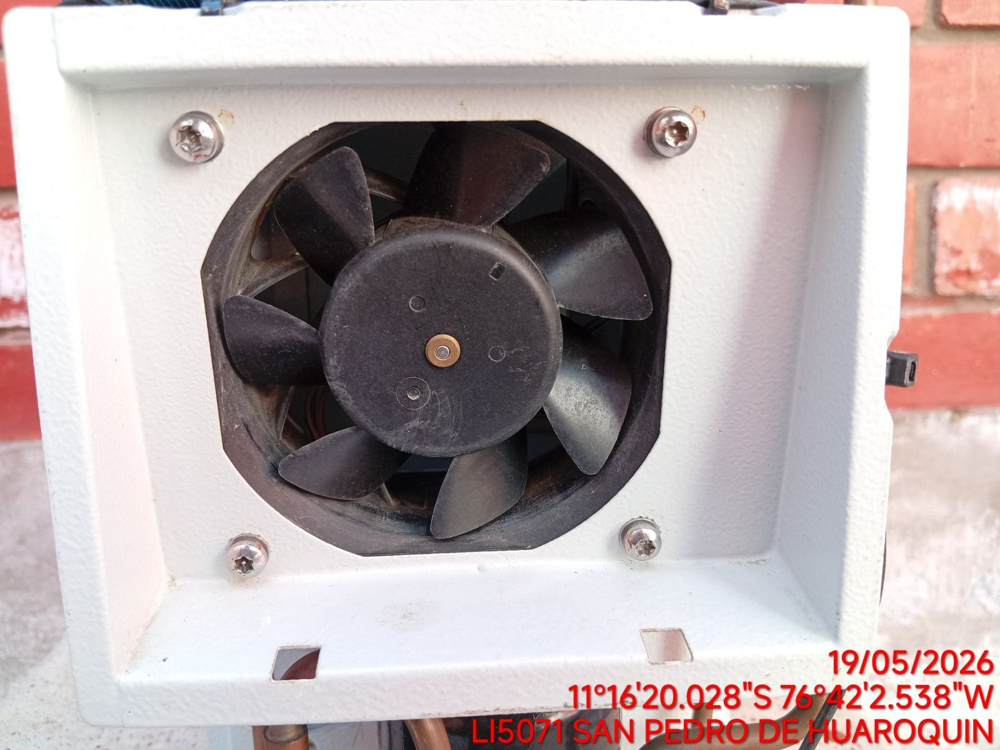 19/05/2026
11°16'20.028"S 76°42'2.538"W
LI5071 SAN PEDRO DE HUAROQUIN